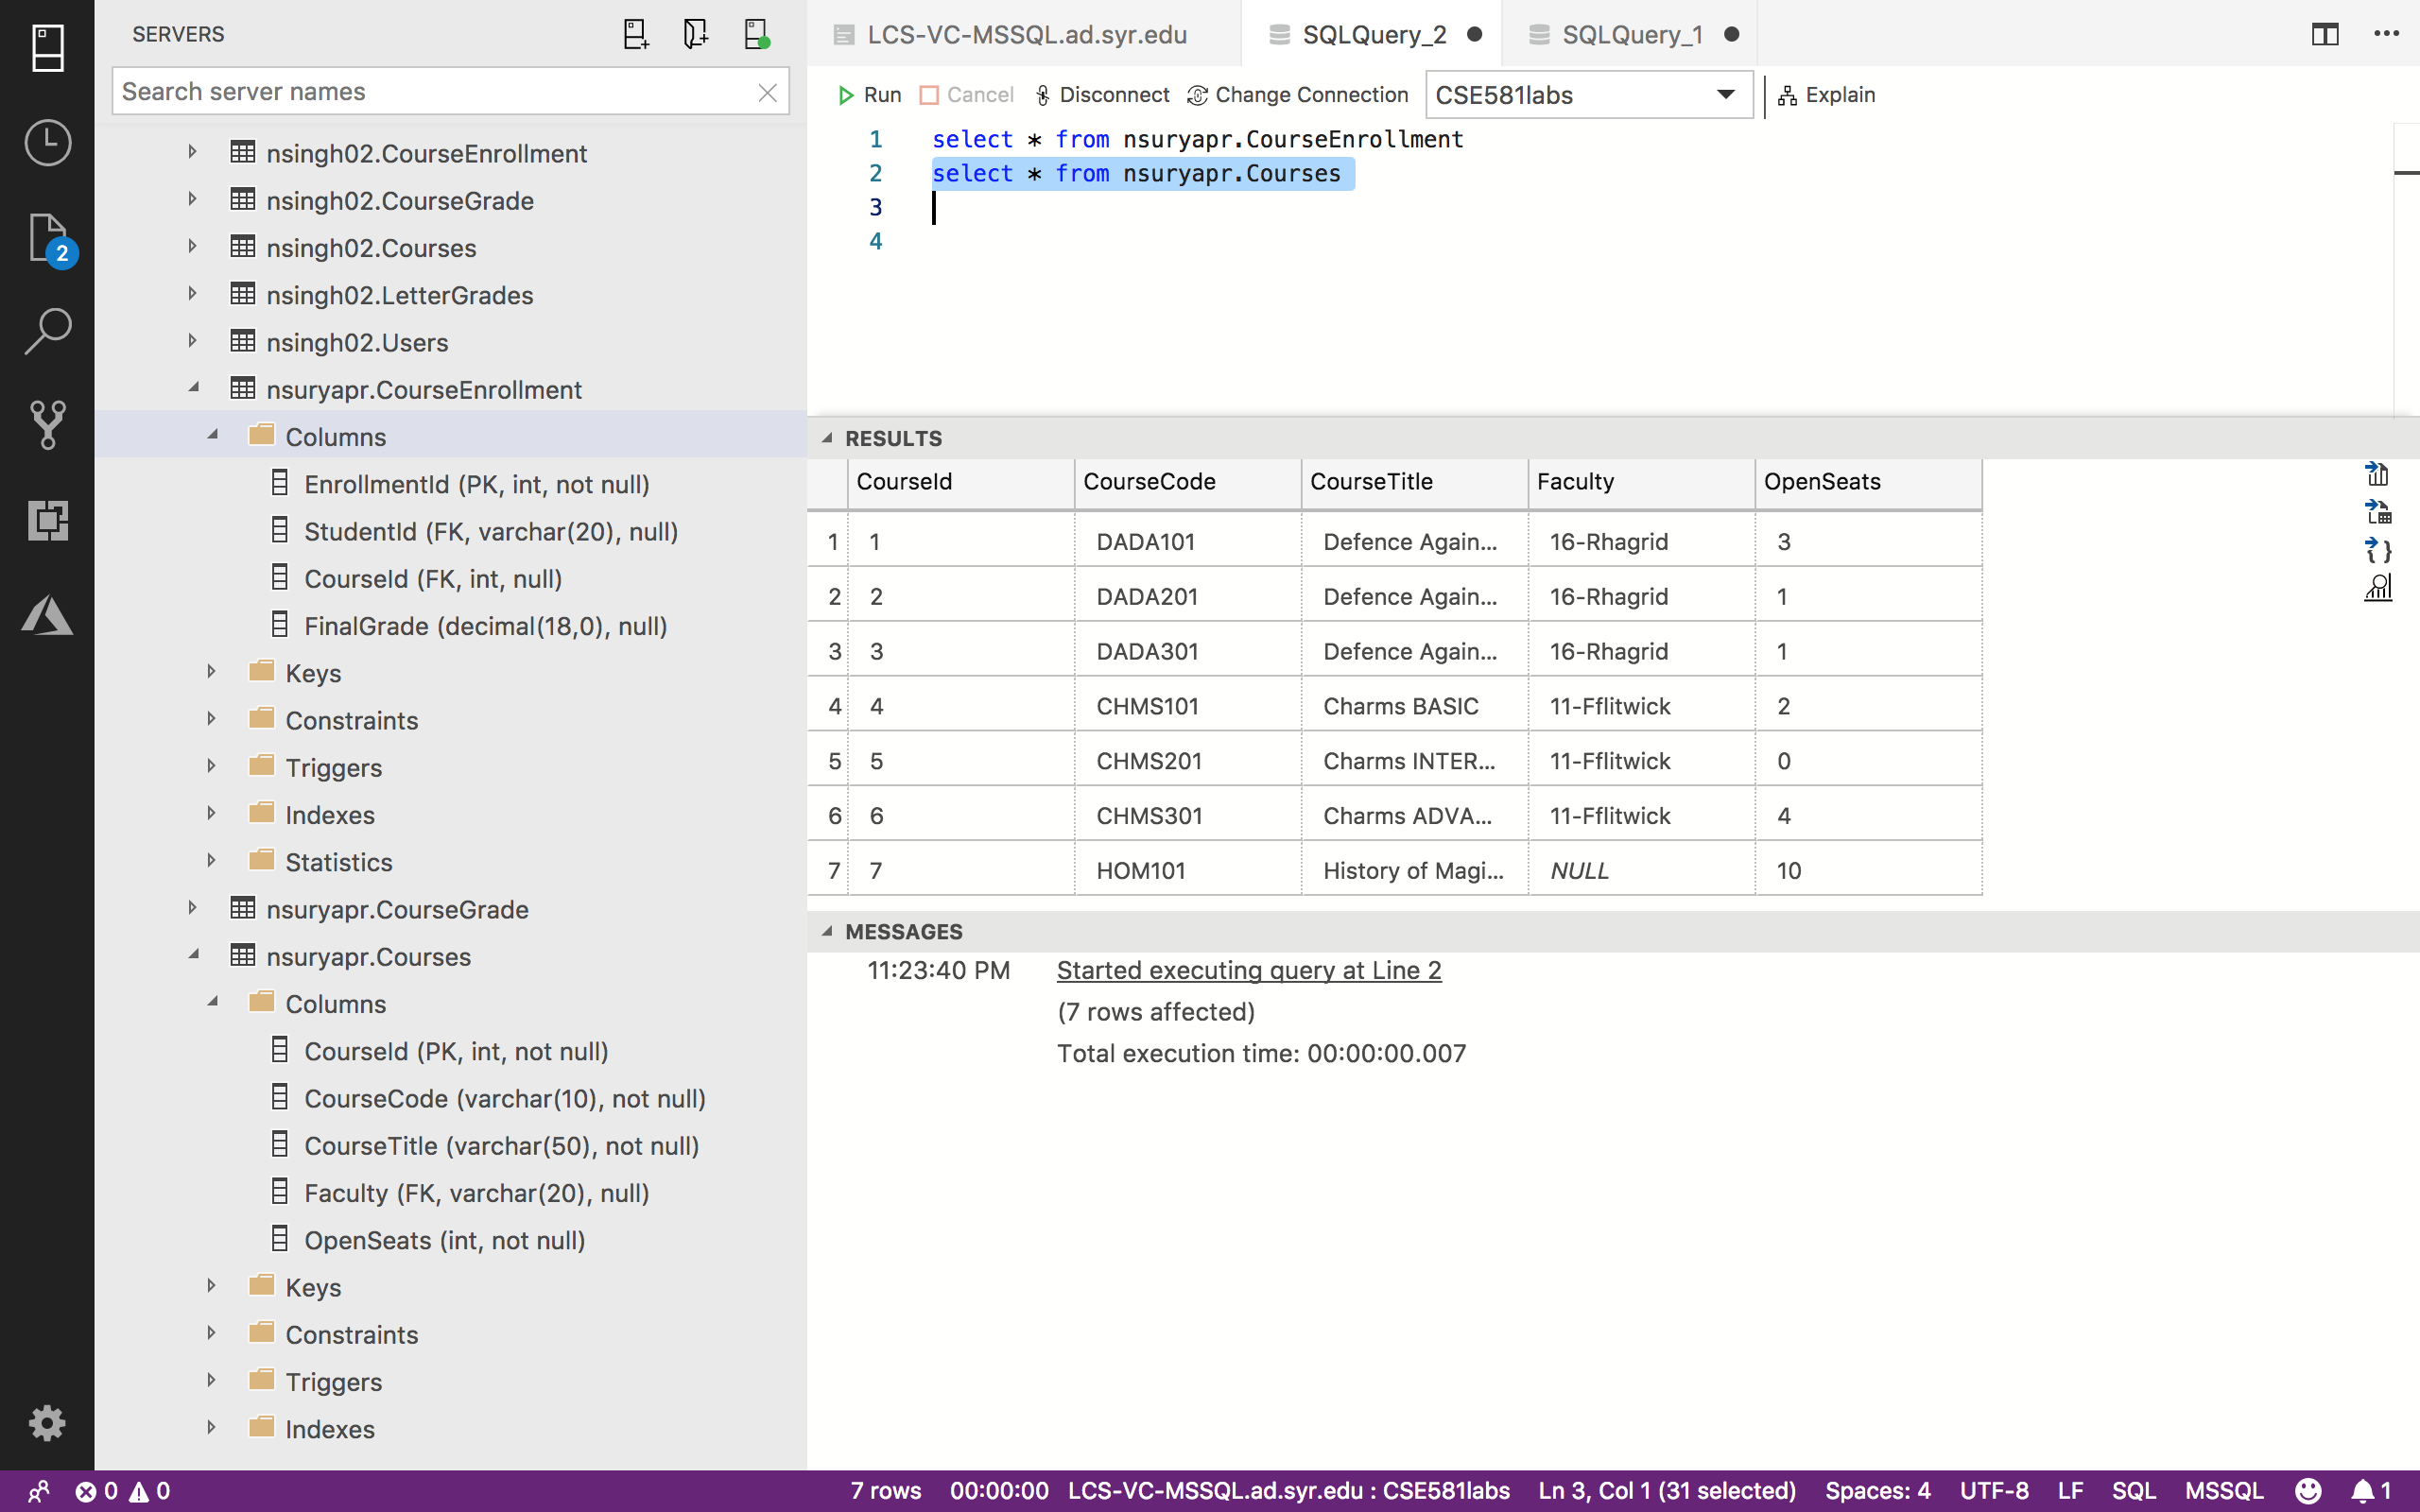 SERVERS
Search server names
nsingh02.CourseEnrollment
nsingh02.CourseGrade
nsingh02.Courses
nsingh02.LetterGrades
nsingh02.Users
nsuryapr.CourseEnrollment
Columns
EnrollmentId (PK, int, not null)
StudentId (FK, varchar(20), null)
CourseId (FK, int, null)
FinalGrade (decimal(18,0), null)
Keys
Constraints
Triggers
Indexes
Statistics
nsuryapr.CourseGrade
nsuryapr.Courses
Columns
CourseId (PK, int, not null)
CourseCode (varchar(10), not null)
CourseTitle (varchar(50), not null)
Faculty (FK, varchar(20), null)
OpenSeats (int, not null)
Keys
Constraints
Triggers
Indexes
2
LCS-VC-MSSQL.ad.syr.edu SQLQuery_2 SQLQuery_1
Run Cancel Disconnect Change Connection CSE581labs Explain
1 select * from nsuryapr.CourseEnrollment
2 select * from nsuryapr.Courses
3
4
RESULTS
CourseId CourseCode CourseTitle Faculty OpenSeats
1 1 DADA101 Defence Again... 16-Rhagrid 3
2 2 DADA201 Defence Again... 16-Rhagrid 1
3 3 DADA301 Defence Again... 16-Rhagrid 1
4 4 CHMS101 Charms BASIC 11-Fflitwick 2
5 5 CHMS201 Charms INTER... 11-Fflitwick 0
6 6 CHMS301 Charms ADVA... 11-Fflitwick 4
7 7 HOM101 History of Magi... NULL 10
MESSAGES
11:23:40 PM Started executing query at Line 2
(7 rows affected)
Total execution time: 00:00:00.007
0 0 7 rows 00:00:00 LCS-VC-MSSQL.ad.syr.edu : CSE581labs Ln 3, Col 1 (31 selected) Spaces: 4 UTF-8 LF SQL MSSQL 1